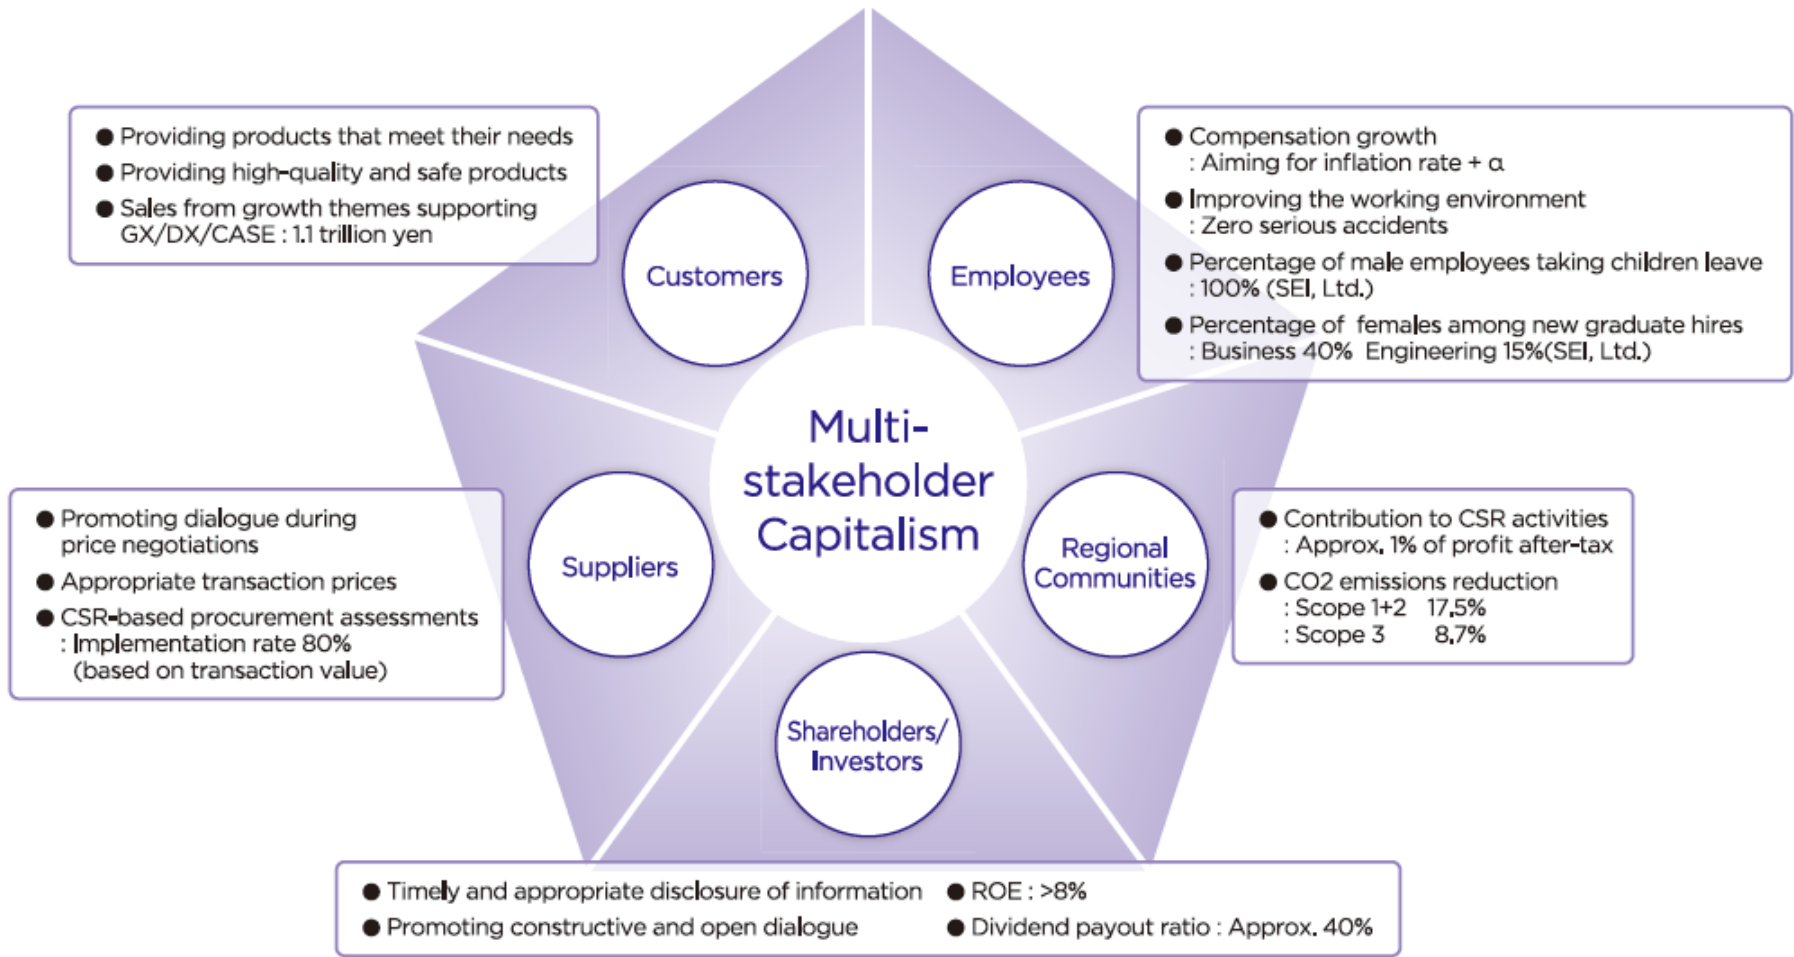 ● Providing products that meet their needs
● Providing high-quality and safe products
● Sales from growth themes supporting
GX/DX/CASE : 1.1 trillion yen
Customers
Employees
● Compensation growth
: Aiming for inflation rate + α
● Improving the working environment
: Zero serious accidents
● Percentage of male employees taking children leave
: 100% (SEI, Ltd.)
● Percentage of females among new graduate hires
: Business 40% Engineering 15%(SEI, Ltd.)
Multi-
stakeholder
Capitalism
● Promoting dialogue during
price negotiations
● Appropriate transaction prices
● CSR-based procurement assessments
: Implementation rate 80%
(based on transaction value)
Suppliers
Regional
Communities
● Contribution to CSR activities
: Approx. 1% of profit after-tax
● CO2 emissions reduction
: Scope 1+2 17.5%
: Scope 3 8.7%
Shareholders/
Investors
● Timely and appropriate disclosure of information
● Promoting constructive and open dialogue
● ROE : >8%
● Dividend payout ratio : Approx. 40%